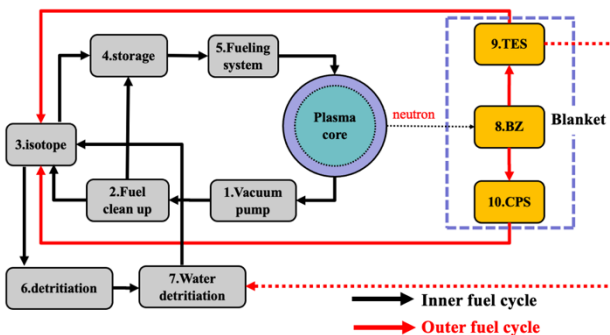 4.storage
5.Fueling
system
9.TES
Plasma
core
neutron
8.BZ
Blanket
3.isotope
2.Fuel
clean up
1.Vacuum
pump
10.CPS
6.detritiation
7.Water
detritiation
Inner fuel cycle
Outer fuel cycle